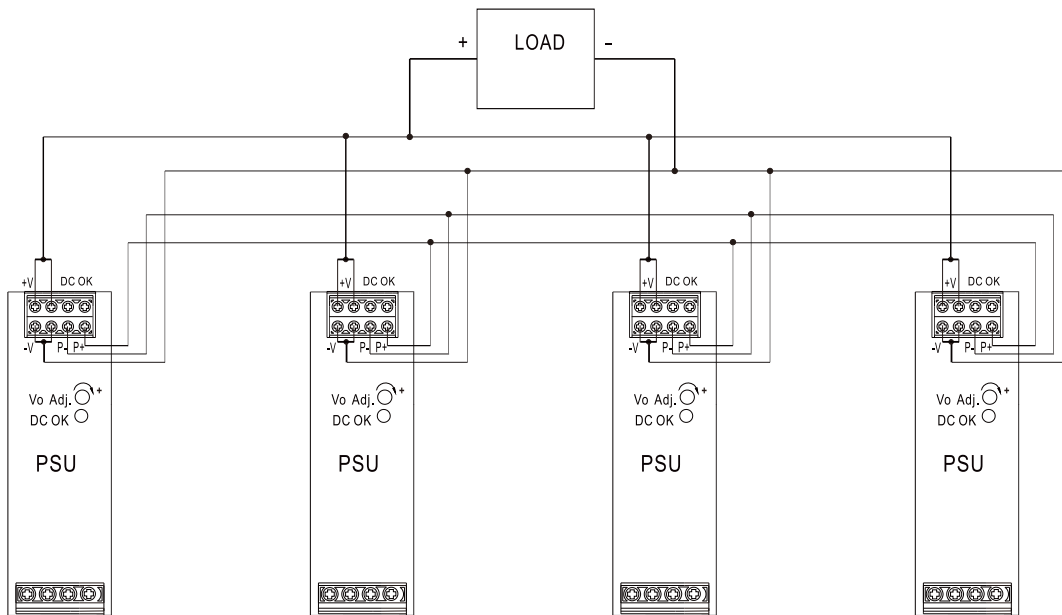 + LOAD -
+V DC OK
+V DC OK
+V DC OK
+V DC OK
-V P- P+
-V P- P+
-V P- P+
-V P- P+
Vo Adj. +
DC OK
PSU
Vo Adj. +
DC OK
PSU
Vo Adj. +
DC OK
PSU
Vo Adj. +
DC OK
PSU